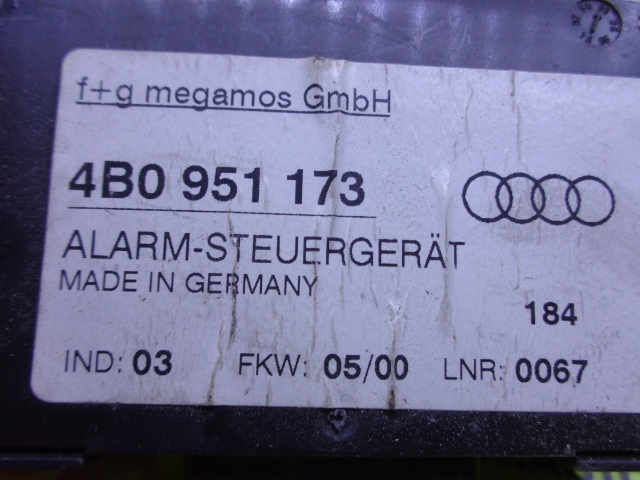 f+g megamos GmbH
4B0 951 173
ALARM-STEUERGERÄT
MADE IN GERMANY
184
IND: 03 FKW: 05/00 LNR: 0067